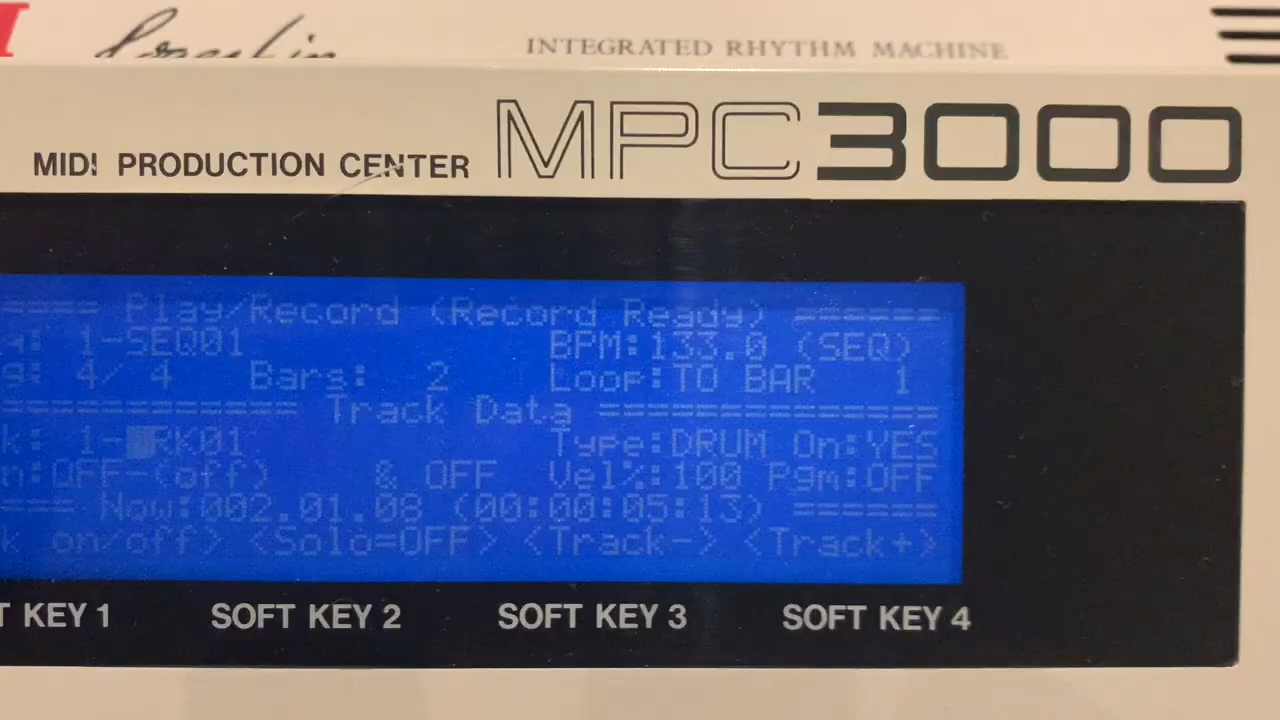 INTEGRATED RHYTHM MACHINE
MIDI PRODUCTION CENTER MPC3000
==== Play/Record (Record Ready) ======
1-SEQ01 BPM:133.0 (SEQ)
4/ 4 Bars: 2 Loop:TO BAR 1
============ Track Data ==============
k: 1- RK01 Type:DRUM On:YES
n:OFF-(off) & OFF Vel%:100 Pgm:OFF
==== Now:002.01.08 (00:00:05:13) ======
k on/off> <Solo=OFF> <Track-> <Track+>
T KEY 1 SOFT KEY 2 SOFT KEY 3 SOFT KEY 4